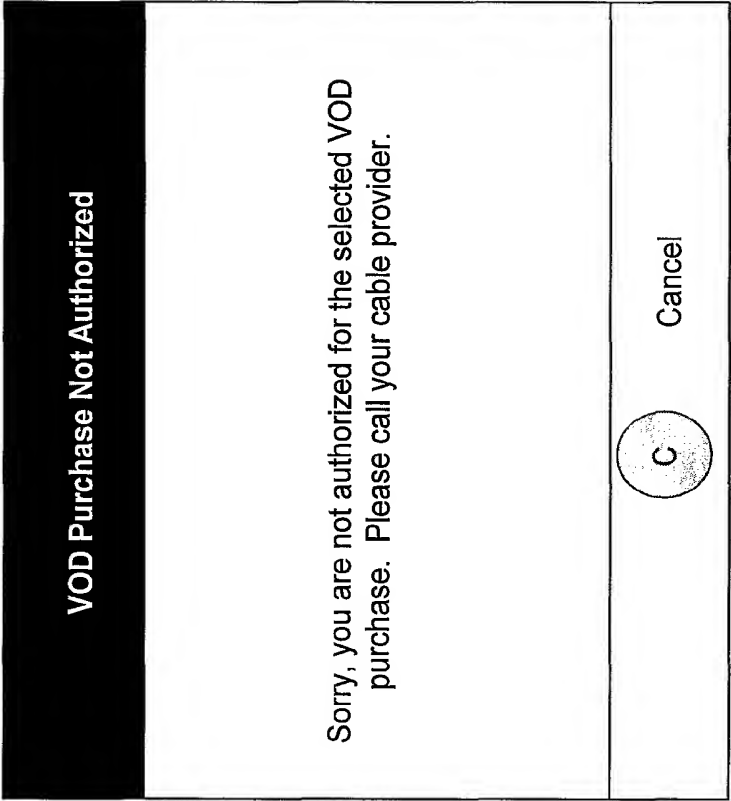 VOD Purchase Not Authorized
Sorry, you are not authorized for the selected VOD
purchase. Please call your cable provider.
C Cancel